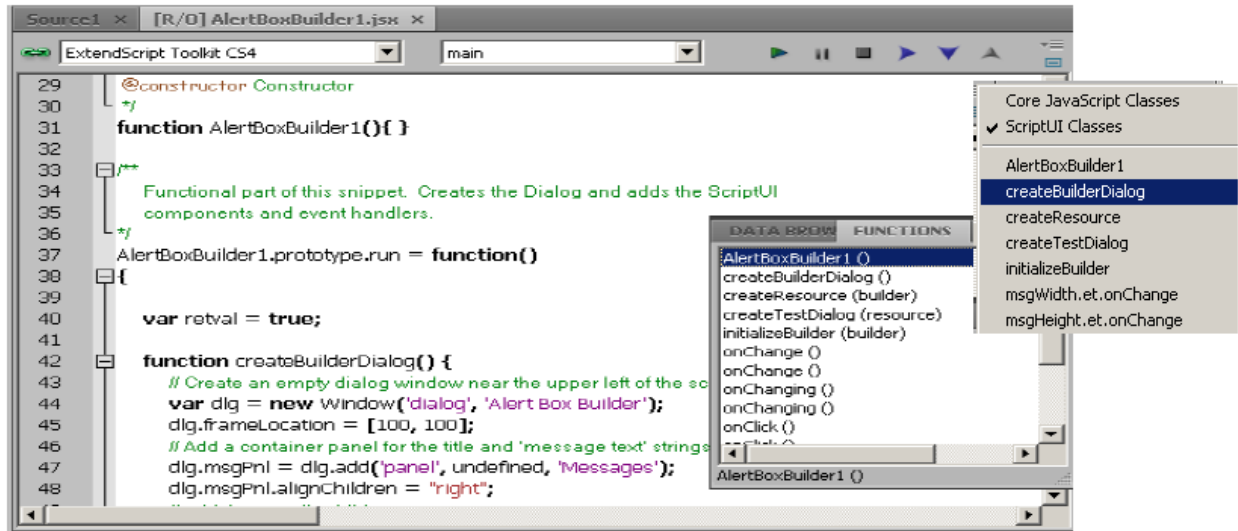 Source1 ×
[R/O] AlertBoxBuilder1.jsx ×
ExtendScript Toolkit CS4
main
29 @constructor Constructor
30 */
31 function AlertBoxBuilder1(){ }
32
33 /**
34 Functional part of this snippet. Creates the Dialog and adds the ScriptUI
35 components and event handlers.
36 */
37 AlertBoxBuilder1.prototype.run = function()
38 {
39
40 var retval = true;
41
42 function createBuilderDialog() {
43 // Create an empty dialog window near the upper left of the sc
44 var dlg = new Window('dialog', 'Alert Box Builder');
45 dlg.frameLocation = [100, 100];
46 // Add a container panel for the title and 'message text' strings
47 dlg.msgPnl = dlg.add('panel', undefined, 'Messages');
48 dlg.msgPnl.alignChildren = "right";
DATA BROW
FUNCTIONS
AlertBoxBuilder1 ()
createBuilderDialog ()
createResource (builder)
createTestDialog (resource)
initializeBuilder (builder)
onChange ()
onChange ()
onChanging ()
onChanging ()
onClick ()
AlertBoxBuilder1 ()
Core JavaScript Classes
✓ ScriptUI Classes
AlertBoxBuilder1
createBuilderDialog
createResource
createTestDialog
initializeBuilder
msgWidth.et.onChange
msgHeight.et.onChange